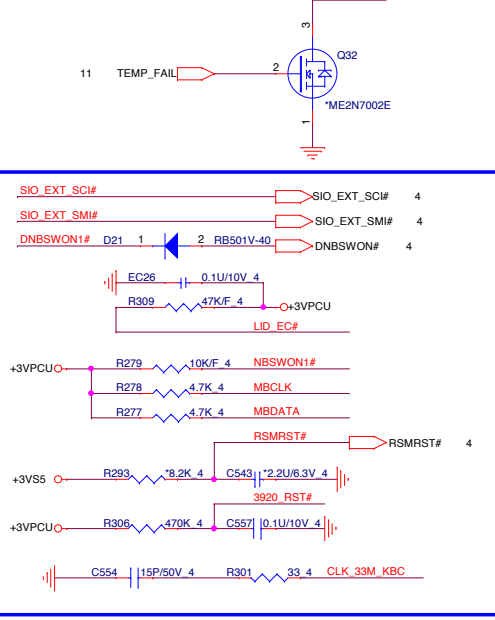 3
Q32
11 TEMP_FAIL 2
*ME2N7002E
1
SIO_EXT_SCI# SIO_EXT_SCI# 4
SIO_EXT_SMI# SIO_EXT_SMI# 4
DNBSWON1# D21 1 2 RB501V-40 DNBSWON# 4
EC26 0.1U/10V_4
R309 47K/F_4 +3VPCU
LID_EC#
+3VPCU R279 10K/F_4 NBSWON1#
R278 4.7K_4 MBCLK
R277 4.7K_4 MBDATA
RSMRST# RSMRST# 4
+3VS5 R293 *8.2K_4 C543 *2.2U/6.3V_4
3920_RST#
+3VPCU R306 470K_4 C557 0.1U/10V_4
C554 15P/50V_4 R301 33_4 CLK_33M_KBC